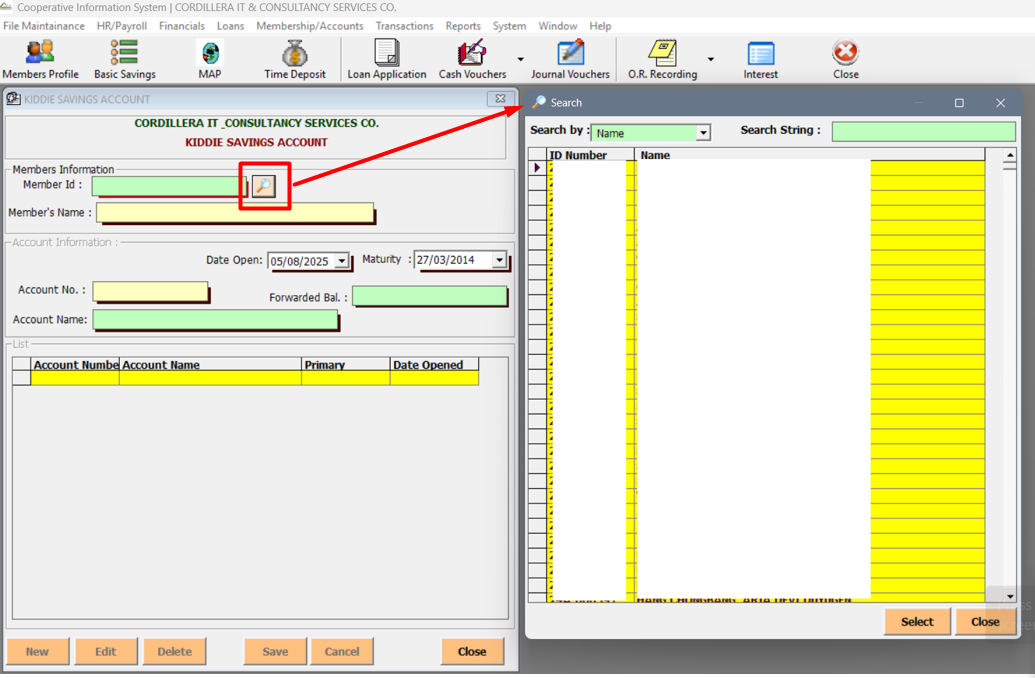 Cooperative Information System | CORDILLERA IT & CONSULTANCY SERVICES CO.
File Maintainance HR/Payroll Financials Loans Membership/Accounts Transactions Reports System Window Help
Members Profile Basic Savings MAP Time Deposit Loan Application Cash Vouchers Journal Vouchers O.R. Recording Interest Close
KIDDIE SAVINGS ACCOUNT
CORDILLERA IT _CONSULTANCY SERVICES CO.
KIDDIE SAVINGS ACCOUNT
Members Information
Member Id :
Member's Name :
Account Information :
Date Open: 05/08/2025 Maturity : 27/03/2014
Account No. :
Forwarded Bal. :
Account Name:
List
Account Numbe Account Name Primary Date Opened
New Edit Delete Save Cancel Close
Search
Search by : Name Search String :
ID Number Name
Select Close